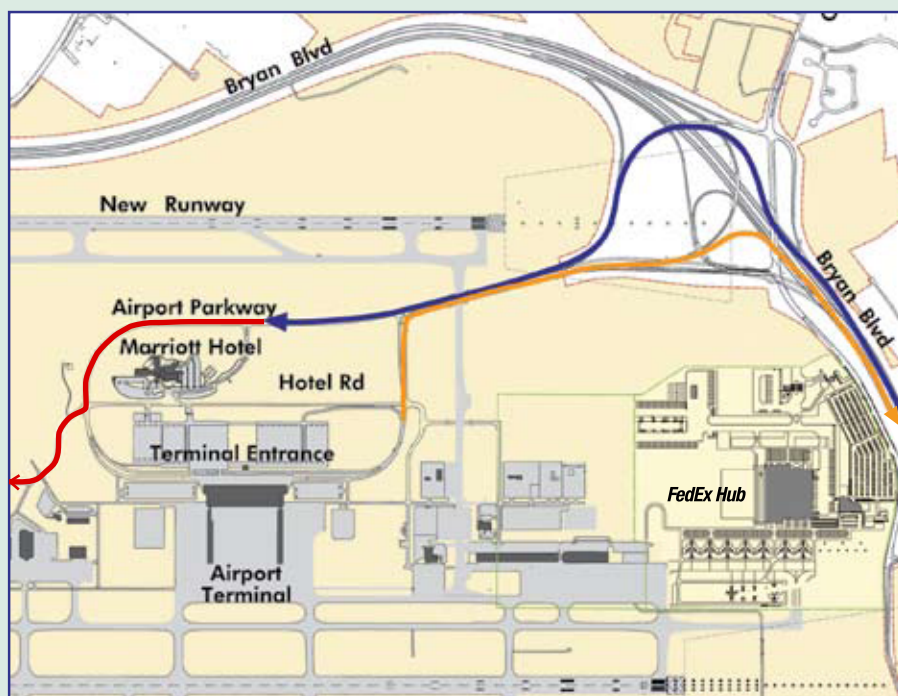 Bryan Blvd
New Runway
Bryan Blvd
Airport Parkway
Marriott Hotel
Hotel Rd
Terminal Entrance
FedEx Hub
Airport
Terminal